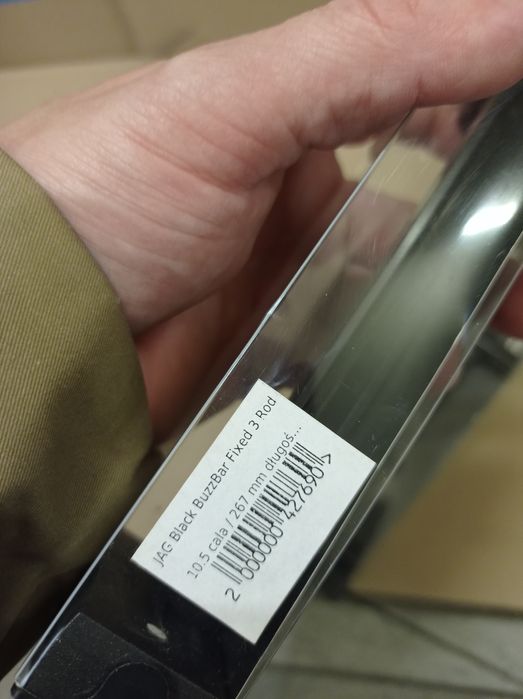 JAG Black BuzzBar Fixed 3 Rod
10.5 cala / 267 mm długoś...
2 000000 427690 >